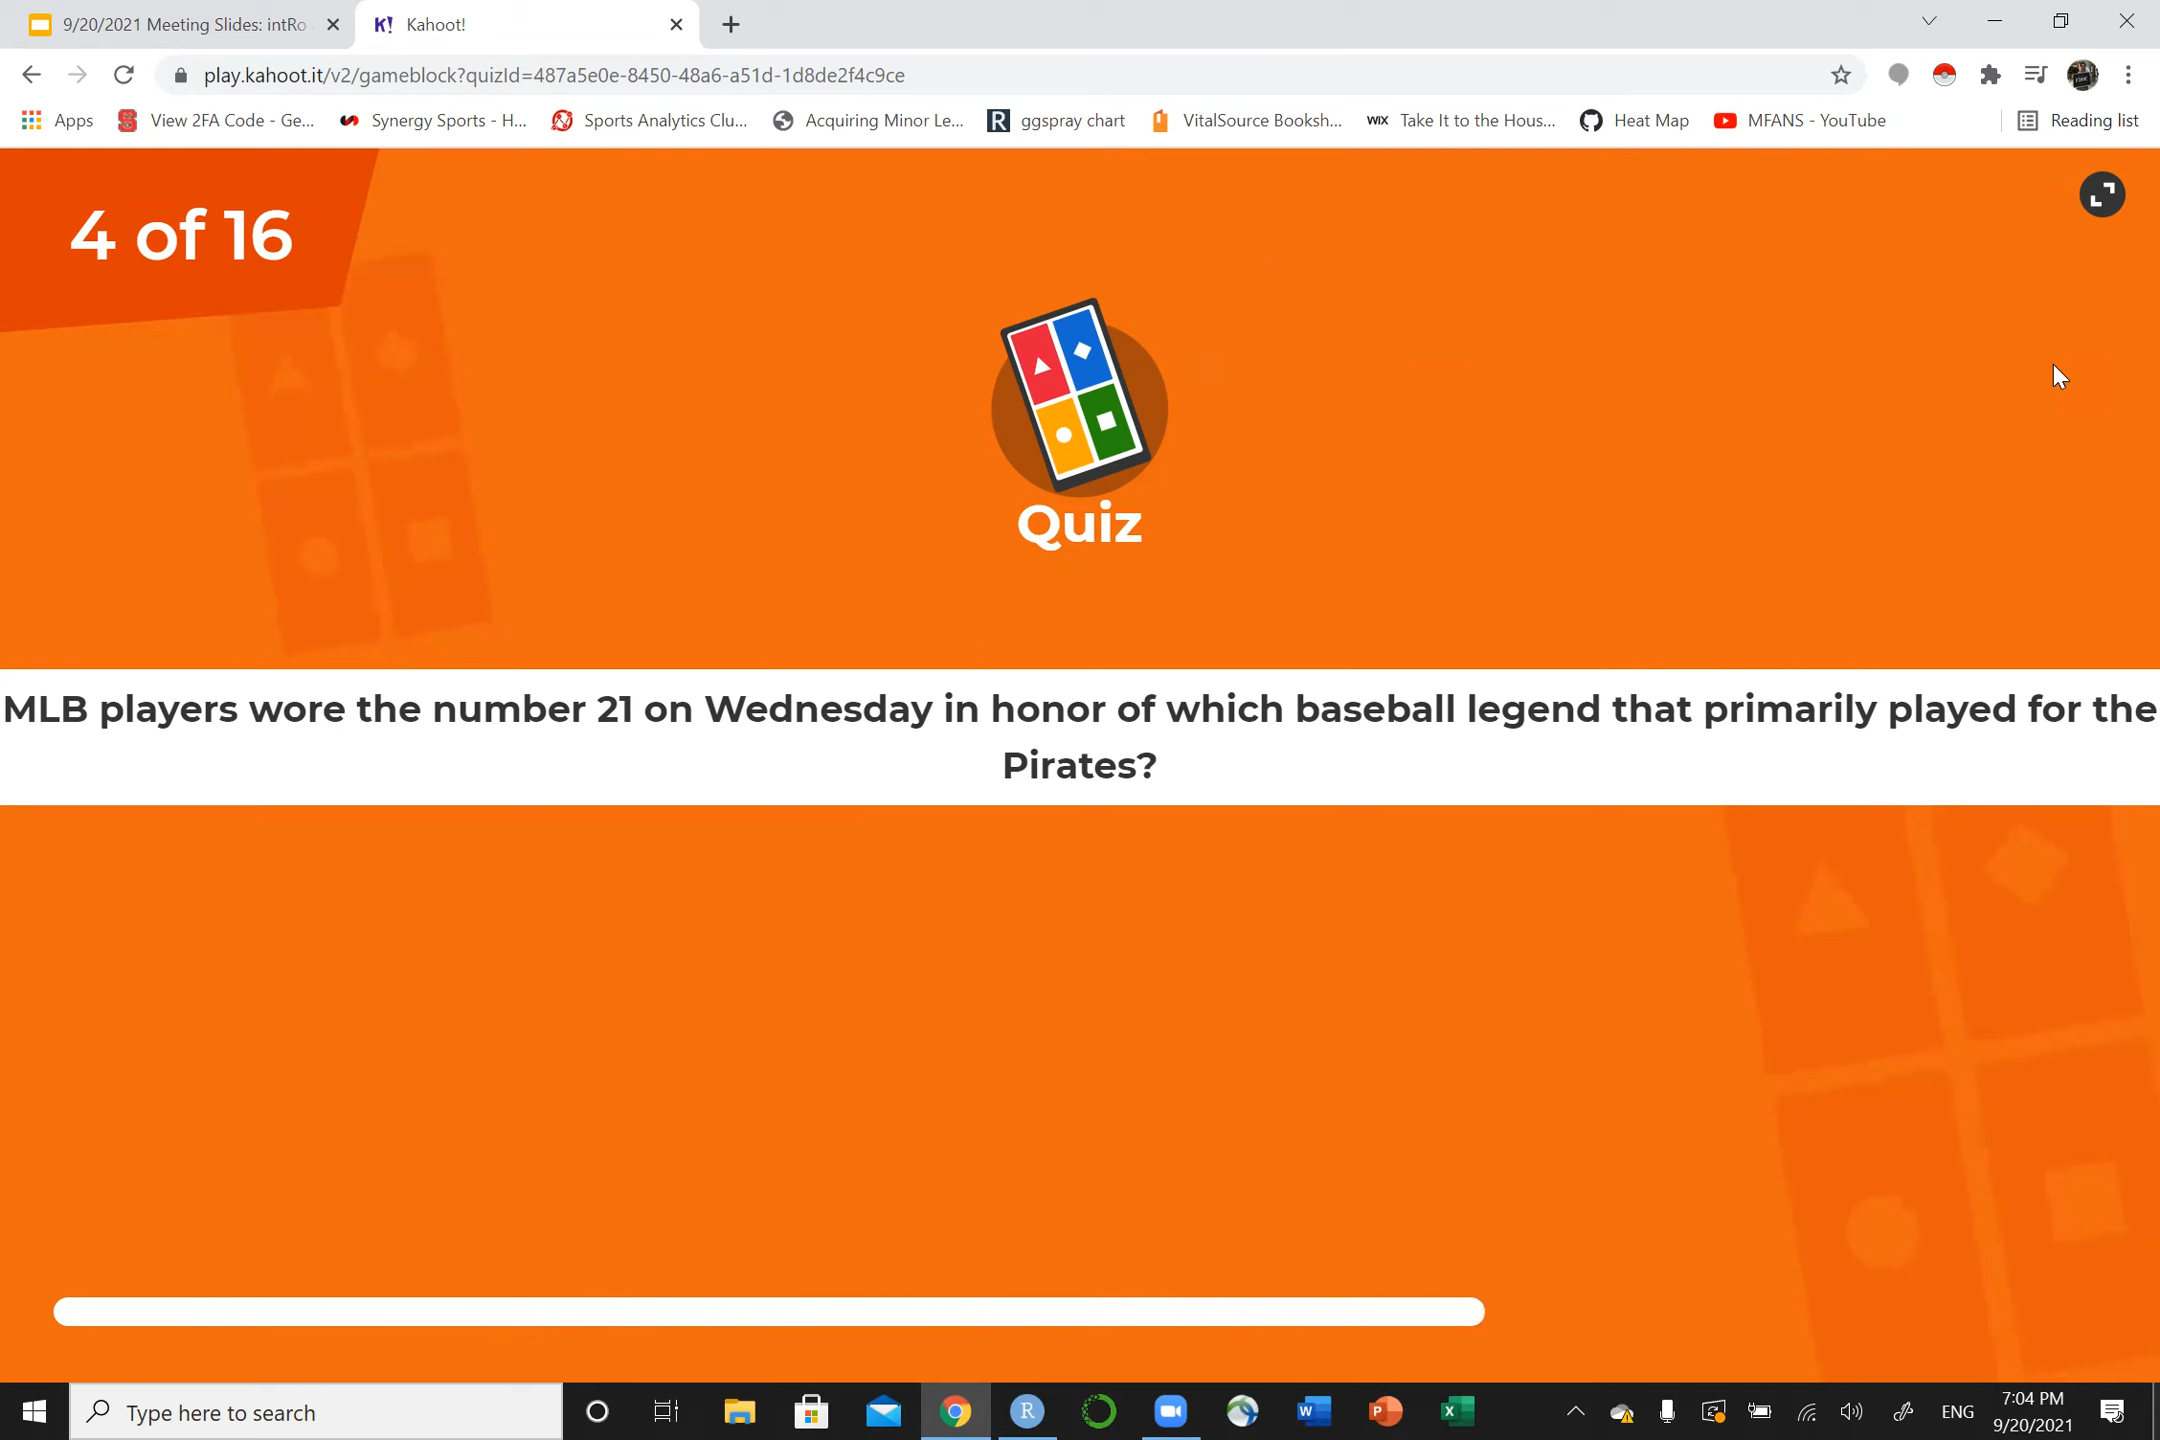 9/20/2021 Meeting Slides: intRo
K! Kahoot!
play.kahoot.it/v2/gameblock?quizId=487a5e0e-8450-48a6-a51d-1d8de2f4c9ce
Apps View 2FA Code - Ge... Synergy Sports - H... Sports Analytics Clu... Acquiring Minor Le... R ggspray chart VitalSource Booksh... WIX Take It to the Hous... Heat Map MFANS - YouTube Reading list
4 of 16
Quiz
MLB players wore the number 21 on Wednesday in honor of which baseball legend that primarily played for the
Pirates?
Type here to search
R
W
P
X
ENG
7:04 PM
9/20/2021